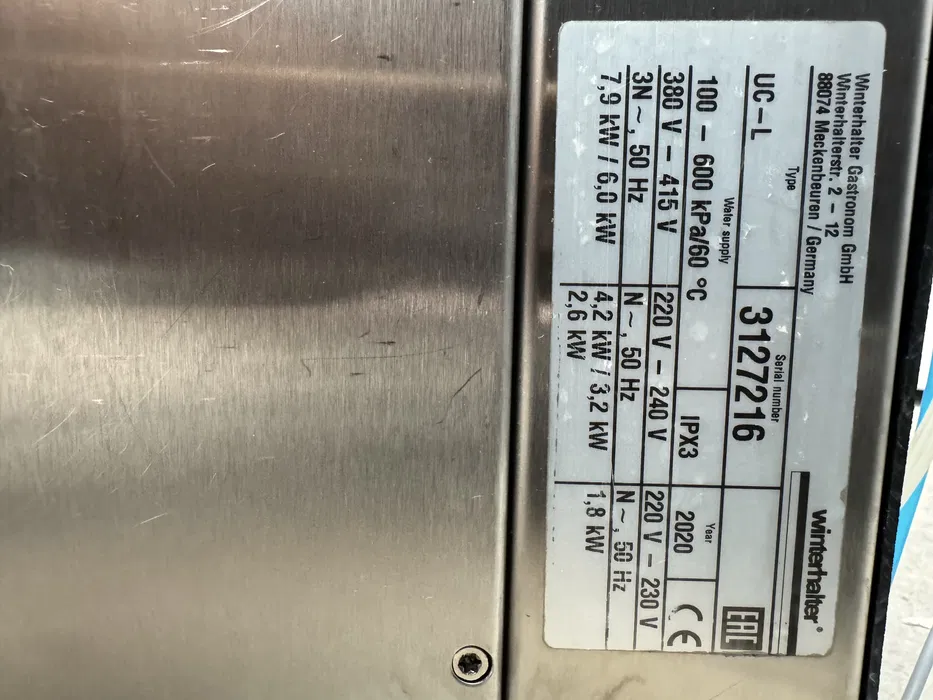 Winterhalter Gastronom GmbH
Winterhalterstr. 2 – 12
88074 Meckenbeuren / Germany
winterhalter®
Type
UC–L
Serial number
3127216
EAC
Water supply
100 – 600 kPa/60 °C
IPX3
Year
2020
CE
380 V – 415 V
220 V – 240 V
220 V – 230 V
3N ~, 50 Hz
N ~, 50 Hz
N ~, 50 Hz
7,9 kW / 6,0 kW
4,2 kW / 3,2 kW
2,6 kW
1,8 kW